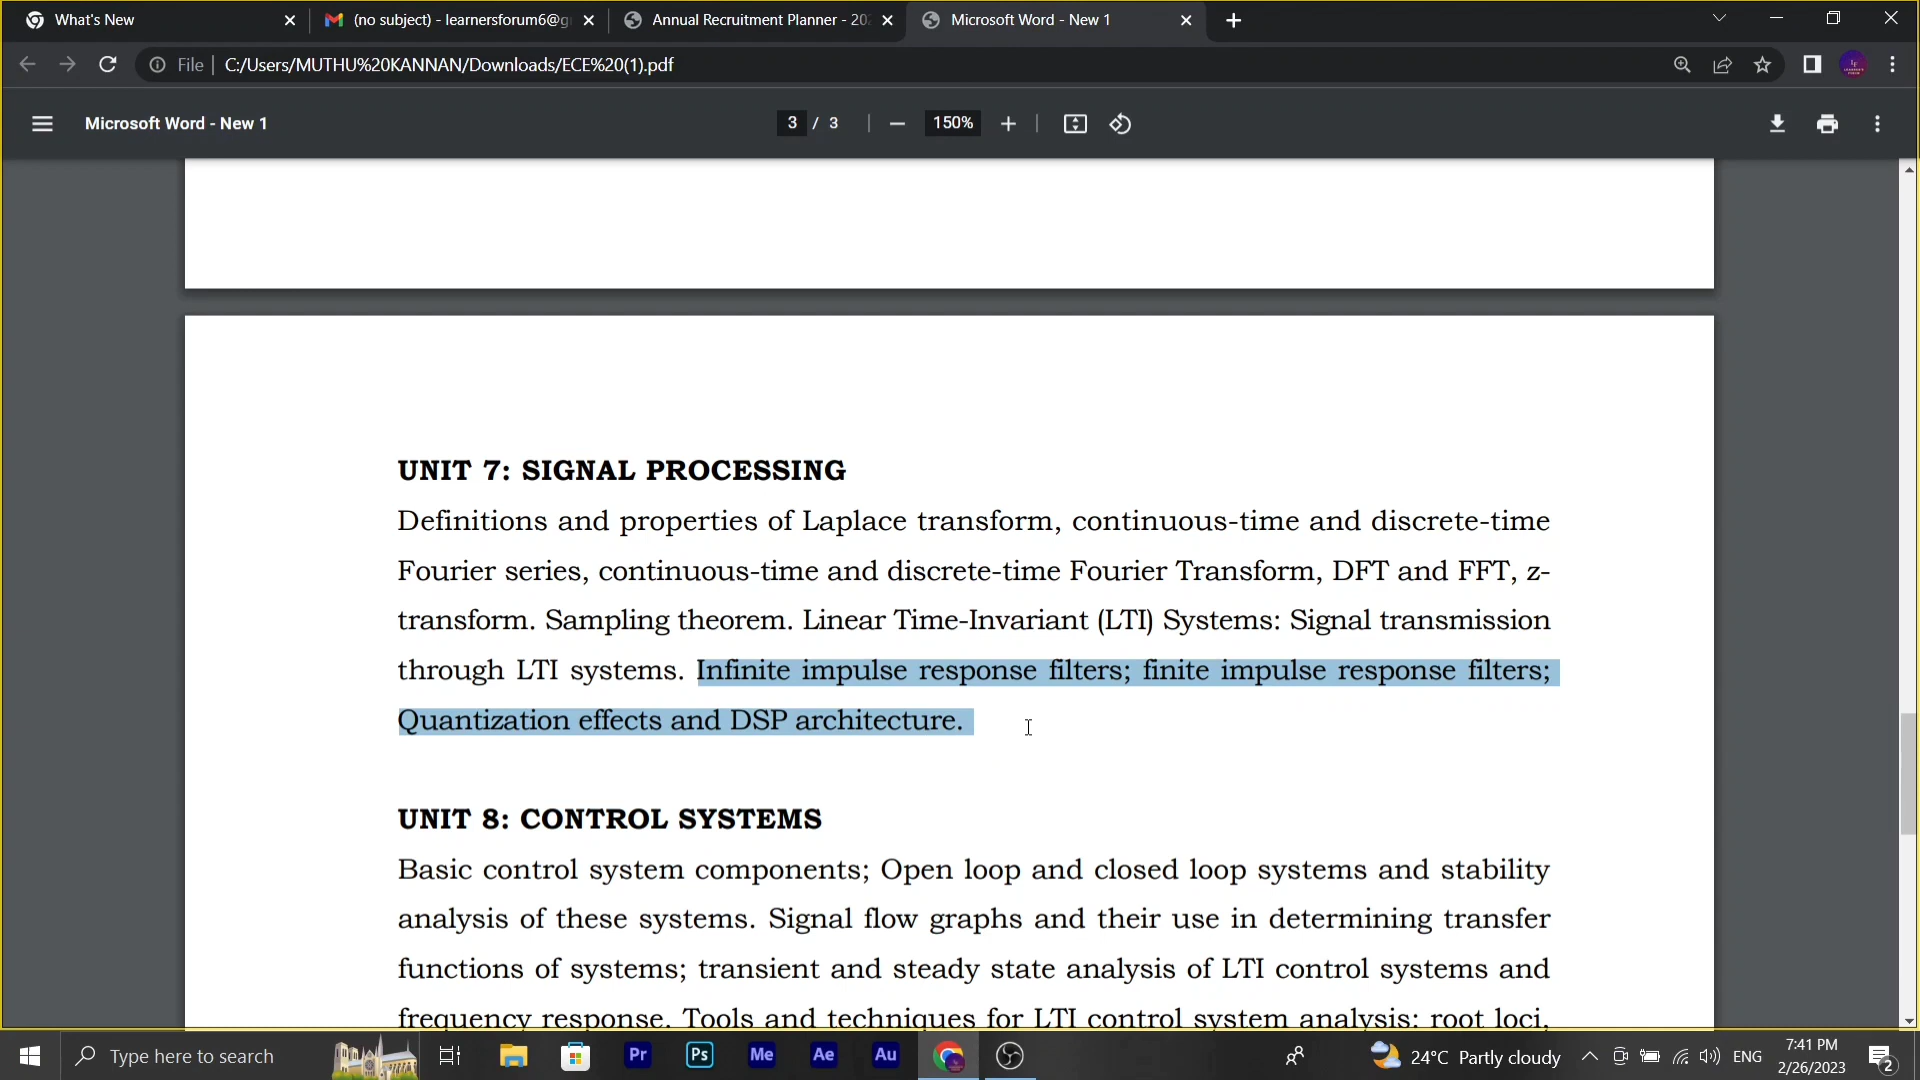 What's New
(no subject) - learnersforum6@g
Annual Recruitment Planner - 202
Microsoft Word - New 1
File
C:/Users/MUTHU%20KANNAN/Downloads/ECE%20(1).pdf
Microsoft Word - New 1
3 / 3
150%
UNIT 7: SIGNAL PROCESSING
Definitions and properties of Laplace transform, continuous-time and discrete-time
Fourier series, continuous-time and discrete-time Fourier Transform, DFT and FFT, z-
transform. Sampling theorem. Linear Time-Invariant (LTI) Systems: Signal transmission
through LTI systems. Infinite impulse response filters; finite impulse response filters;
Quantization effects and DSP architecture.
UNIT 8: CONTROL SYSTEMS
Basic control system components; Open loop and closed loop systems and stability
analysis of these systems. Signal flow graphs and their use in determining transfer
functions of systems; transient and steady state analysis of LTI control systems and
frequency response. Tools and techniques for LTI control system analysis: root loci,
Type here to search
Pr
Ps
Me
Ae
Au
24°C Partly cloudy
ENG
7:41 PM
2/26/2023
2